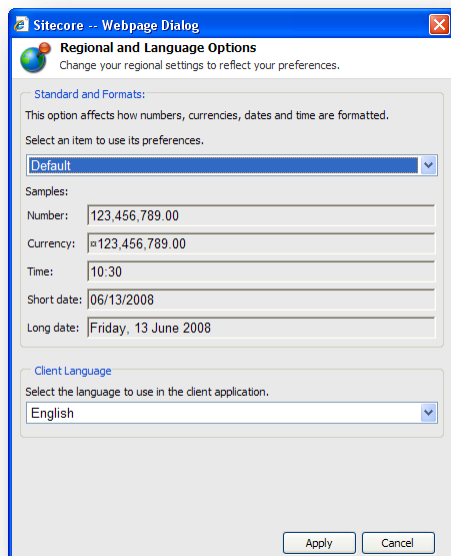 Sitecore -- Webpage Dialog
Regional and Language Options
Change your regional settings to reflect your preferences.
Standard and Formats:
This option affects how numbers, currencies, dates and time are formatted.
Select an item to use its preferences.
Default
Samples:
Number: 123,456,789.00
Currency: ¤123,456,789.00
Time: 10:30
Short date: 06/13/2008
Long date: Friday, 13 June 2008
Client Language
Select the language to use in the client application.
English
Apply Cancel